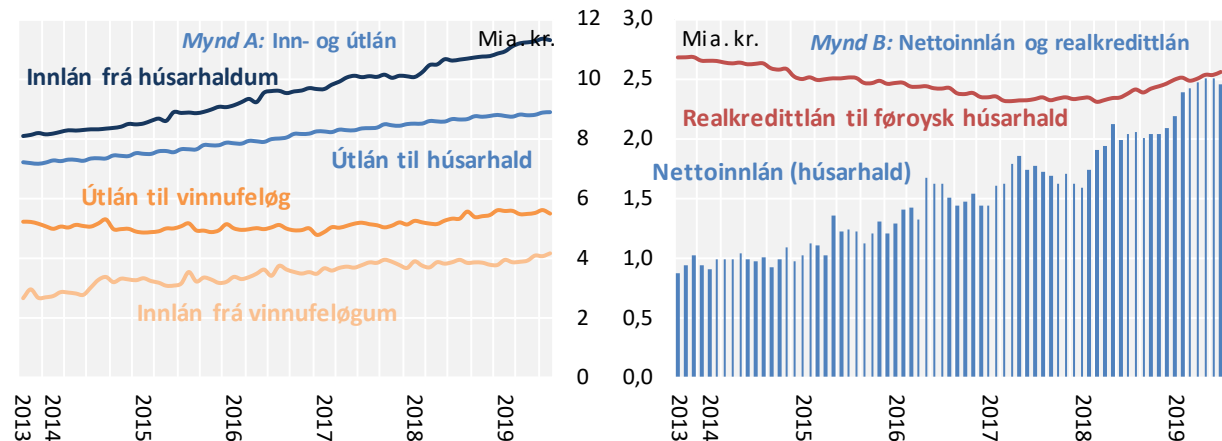 Mynd A: Inn- og útlán
Mia. kr.
Innlán frá húsarhaldum
Útlán til húsarhald
Útlán til vinnufeløg
Innlán frá vinnufeløgum
12
10
8
6
4
2
0
2013
2014
2015
2016
2017
2018
2019
3,0
2,5
2,0
1,5
1,0
0,5
0,0
Mia. kr.
Mynd B: Nettoinnlán og realkredittlán
Realkredittlán til føroysk húsarhald
Nettoinnlán (húsarhald)
2013
2014
2015
2016
2017
2018
2019